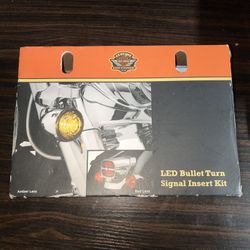 LED Bullet Turn
Signal Insert Kit
Amber Lens
Red Lens